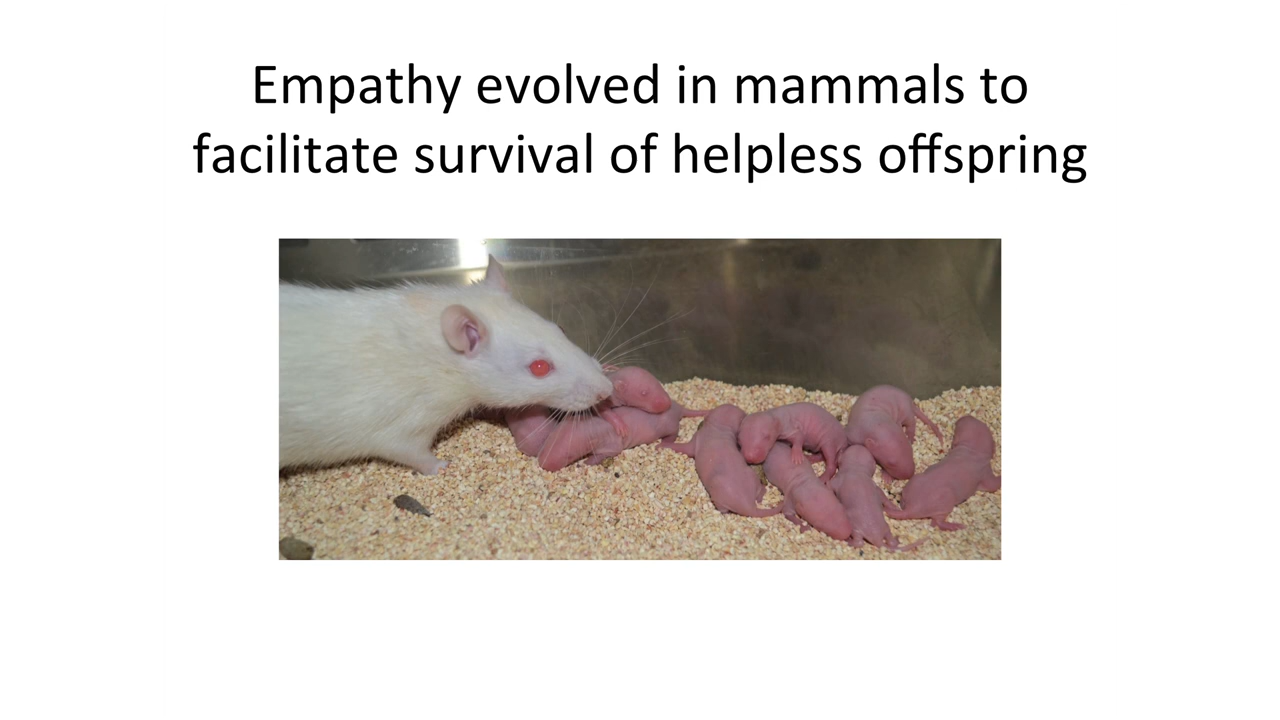 Empathy evolved in mammals to
facilitate survival of helpless offspring